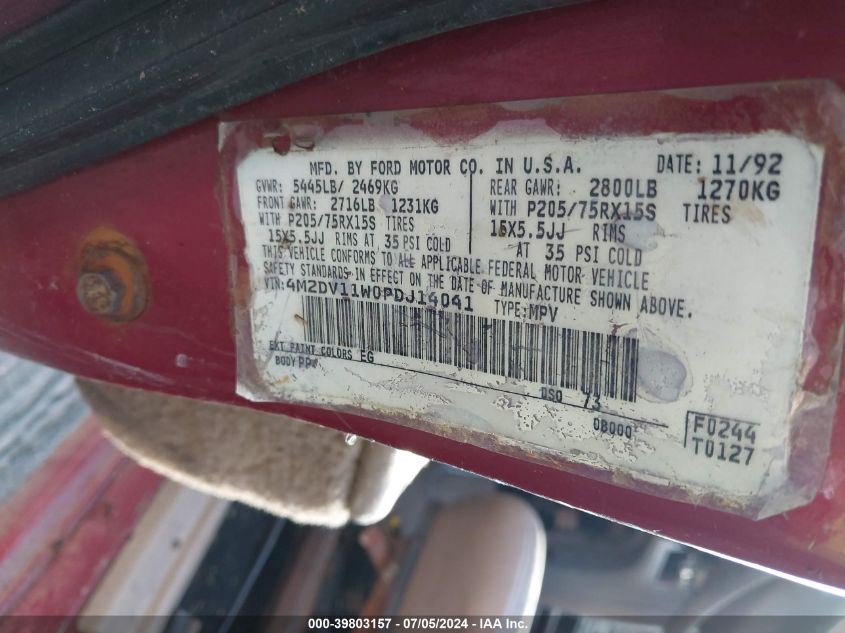 MFD. BY FORD MOTOR CO. IN U.S.A.
DATE: 11/92
GVWR: 5445LB/ 2469KG
FRONT GAWR: 2716LB 1231KG
WITH P205/75RX15S
15X5.5JJ RIMS AT 35 PSI COLD
REAR GAWR: 2800LB 1270KG
WITH P205/75RX15S TIRES
15X5.5JJ RIMS
AT 35 PSI COLD
THIS VEHICLE CONFORMS TO ALL APPLICABLE FEDERAL MOTOR VEHICLE
SAFETY STANDARDS IN EFFECT ON THE DATE OF MANUFACTURE SHOWN ABOVE.
VIN: 4M2DV11W0PDJ14041 TYPE: MPV
EXT PAINT COLORS EG
BODY PP
DSO 73
08000
F0244
T0127
000-39803157 - 07/05/2024 - IAA Inc.